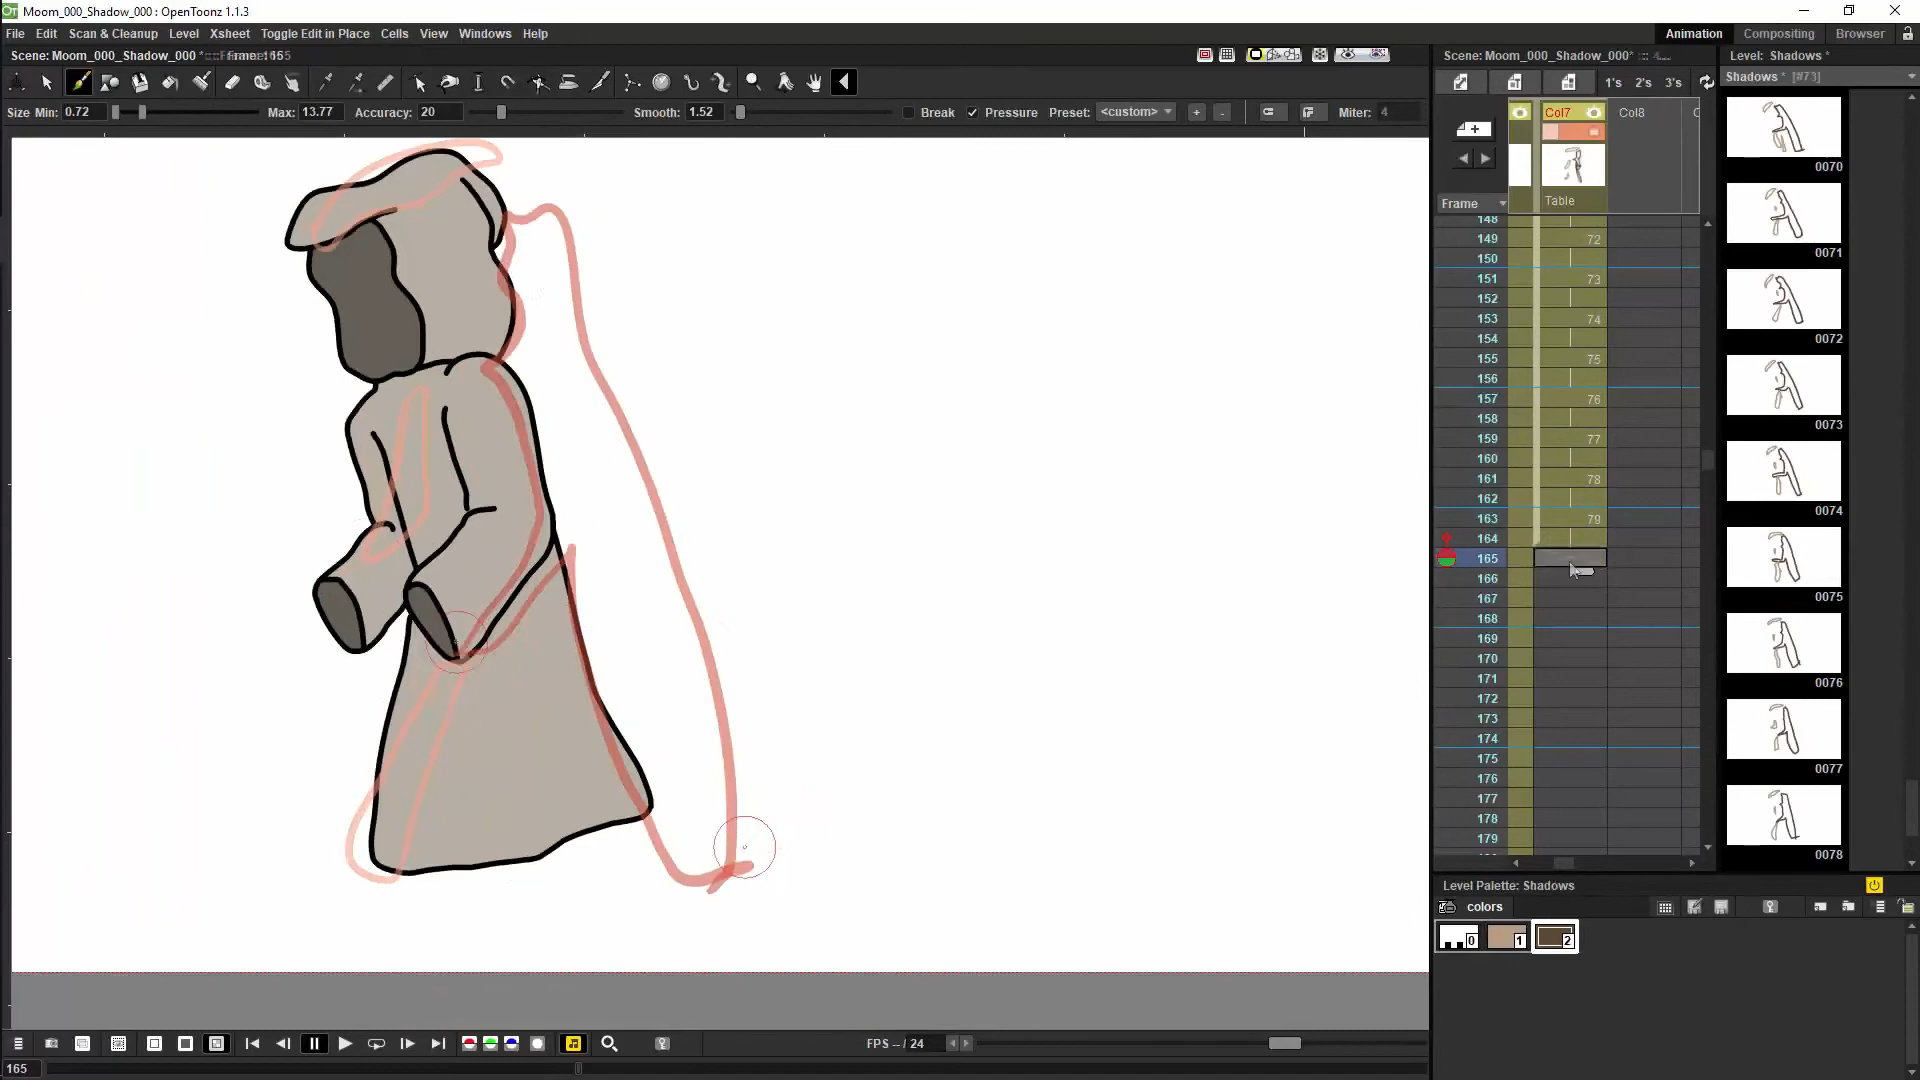 Moom_000_Shadow_000 : OpenToonz 1.1.3
File Edit Scan & Cleanup Level Xsheet Toggle Edit in Place Cells View Windows Help
Animation Compositing Browser
Scene: Moom_000_Shadow_000
Scene: Moom_000_Shadow_000*
Level: Shadows *
1's 2's 3's
Shadows * [#73]
Size Min: 0.72 Max: 13.77 Accuracy: 20 Smooth: 1.52 Break Pressure Preset: <custom> + - Miter: 4
Col7 Col8
Table
Frame
148
149 72
150
151 73
152
153 74
154
155 75
156
157 76
158
159 77
160
161 78
162
163 79
164
165
166
167
168
169
170
171
172
173
174
175
176
177
178
179
0070
0071
0072
0073
0074
0075
0076
0077
0078
Level Palette: Shadows
colors
0 1 2
FPS -- / 24
165